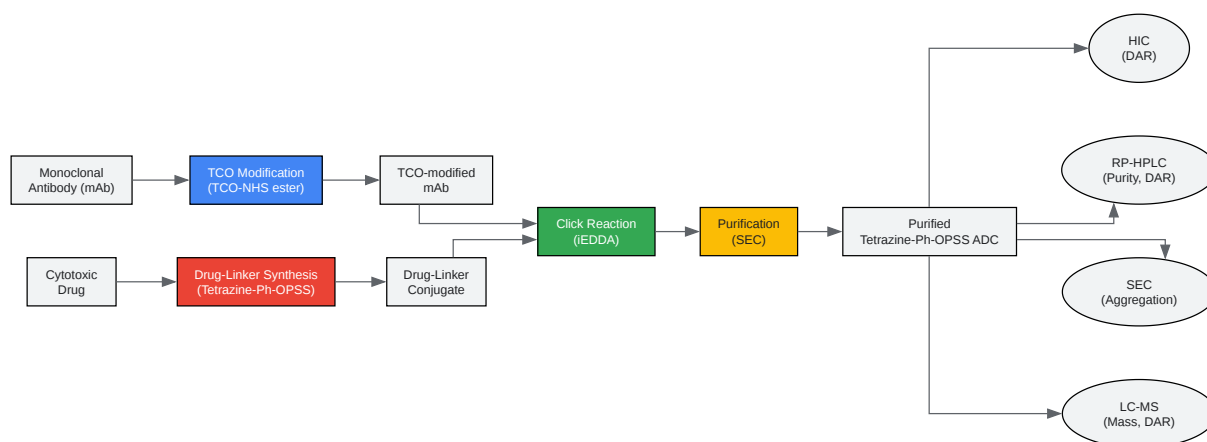 Monoclonal
Antibody (mAb)
TCO Modification
(TCO-NHS ester)
TCO-modified
mAb
Cytotoxic
Drug
Drug-Linker Synthesis
(Tetrazine-Ph-OPSS)
Drug-Linker
Conjugate
Click Reaction
(iEDDA)
Purification
(SEC)
Purified
Tetrazine-Ph-OPSS ADC
HIC
(DAR)
RP-HPLC
(Purity, DAR)
SEC
(Aggregation)
LC-MS
(Mass, DAR)